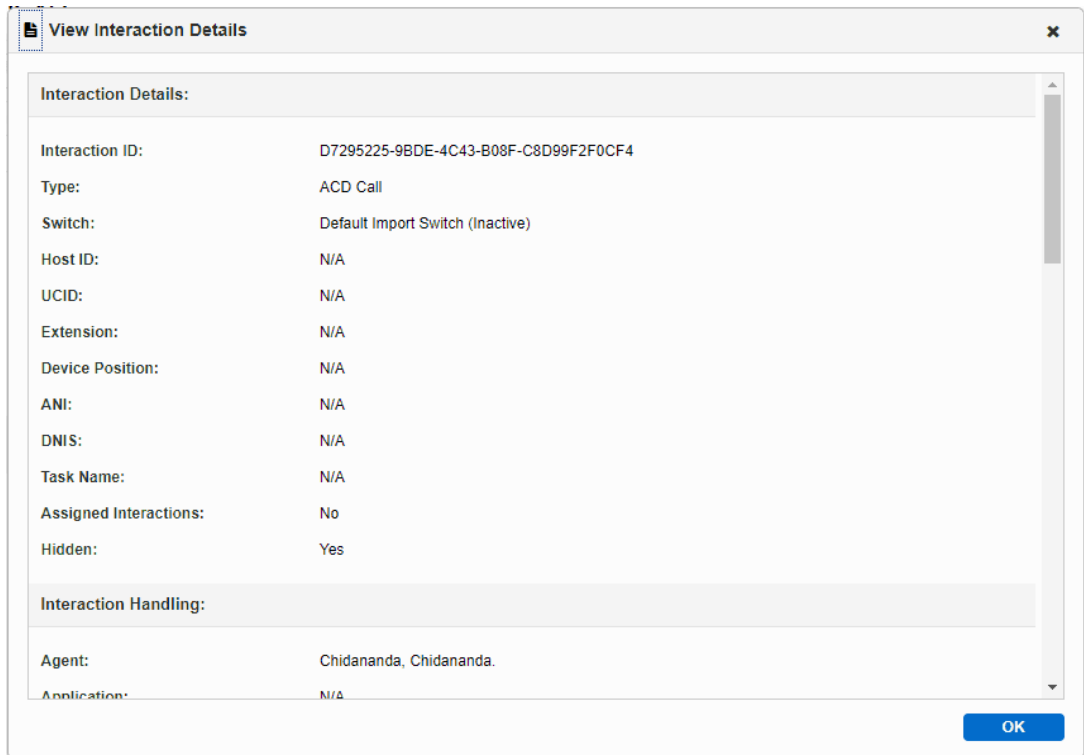 View Interaction Details
Interaction Details:
Interaction ID: D7295225-9BDE-4C43-B08F-C8D99F2F0CF4
Type: ACD Call
Switch: Default Import Switch (Inactive)
Host ID: N/A
UCID: N/A
Extension: N/A
Device Position: N/A
ANI: N/A
DNIS: N/A
Task Name: N/A
Assigned Interactions: No
Hidden: Yes
Interaction Handling:
Agent: Chidananda, Chidananda.
Application: N/A
OK